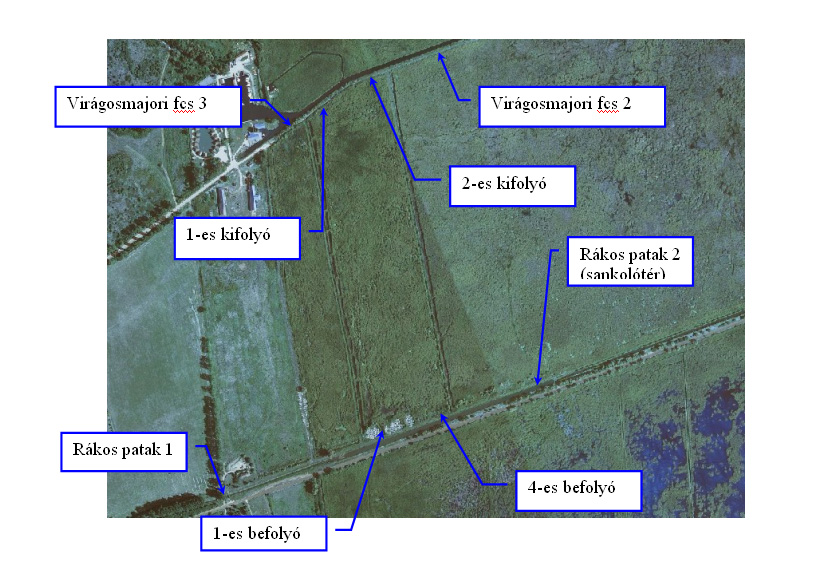 Virágosmajori fcs 3
Virágosmajori fcs 2
2-es kifolyó
1-es kifolyó
Rákos patak 2
(sankolótér)
Rákos patak 1
4-es befolyó
1-es befolyó